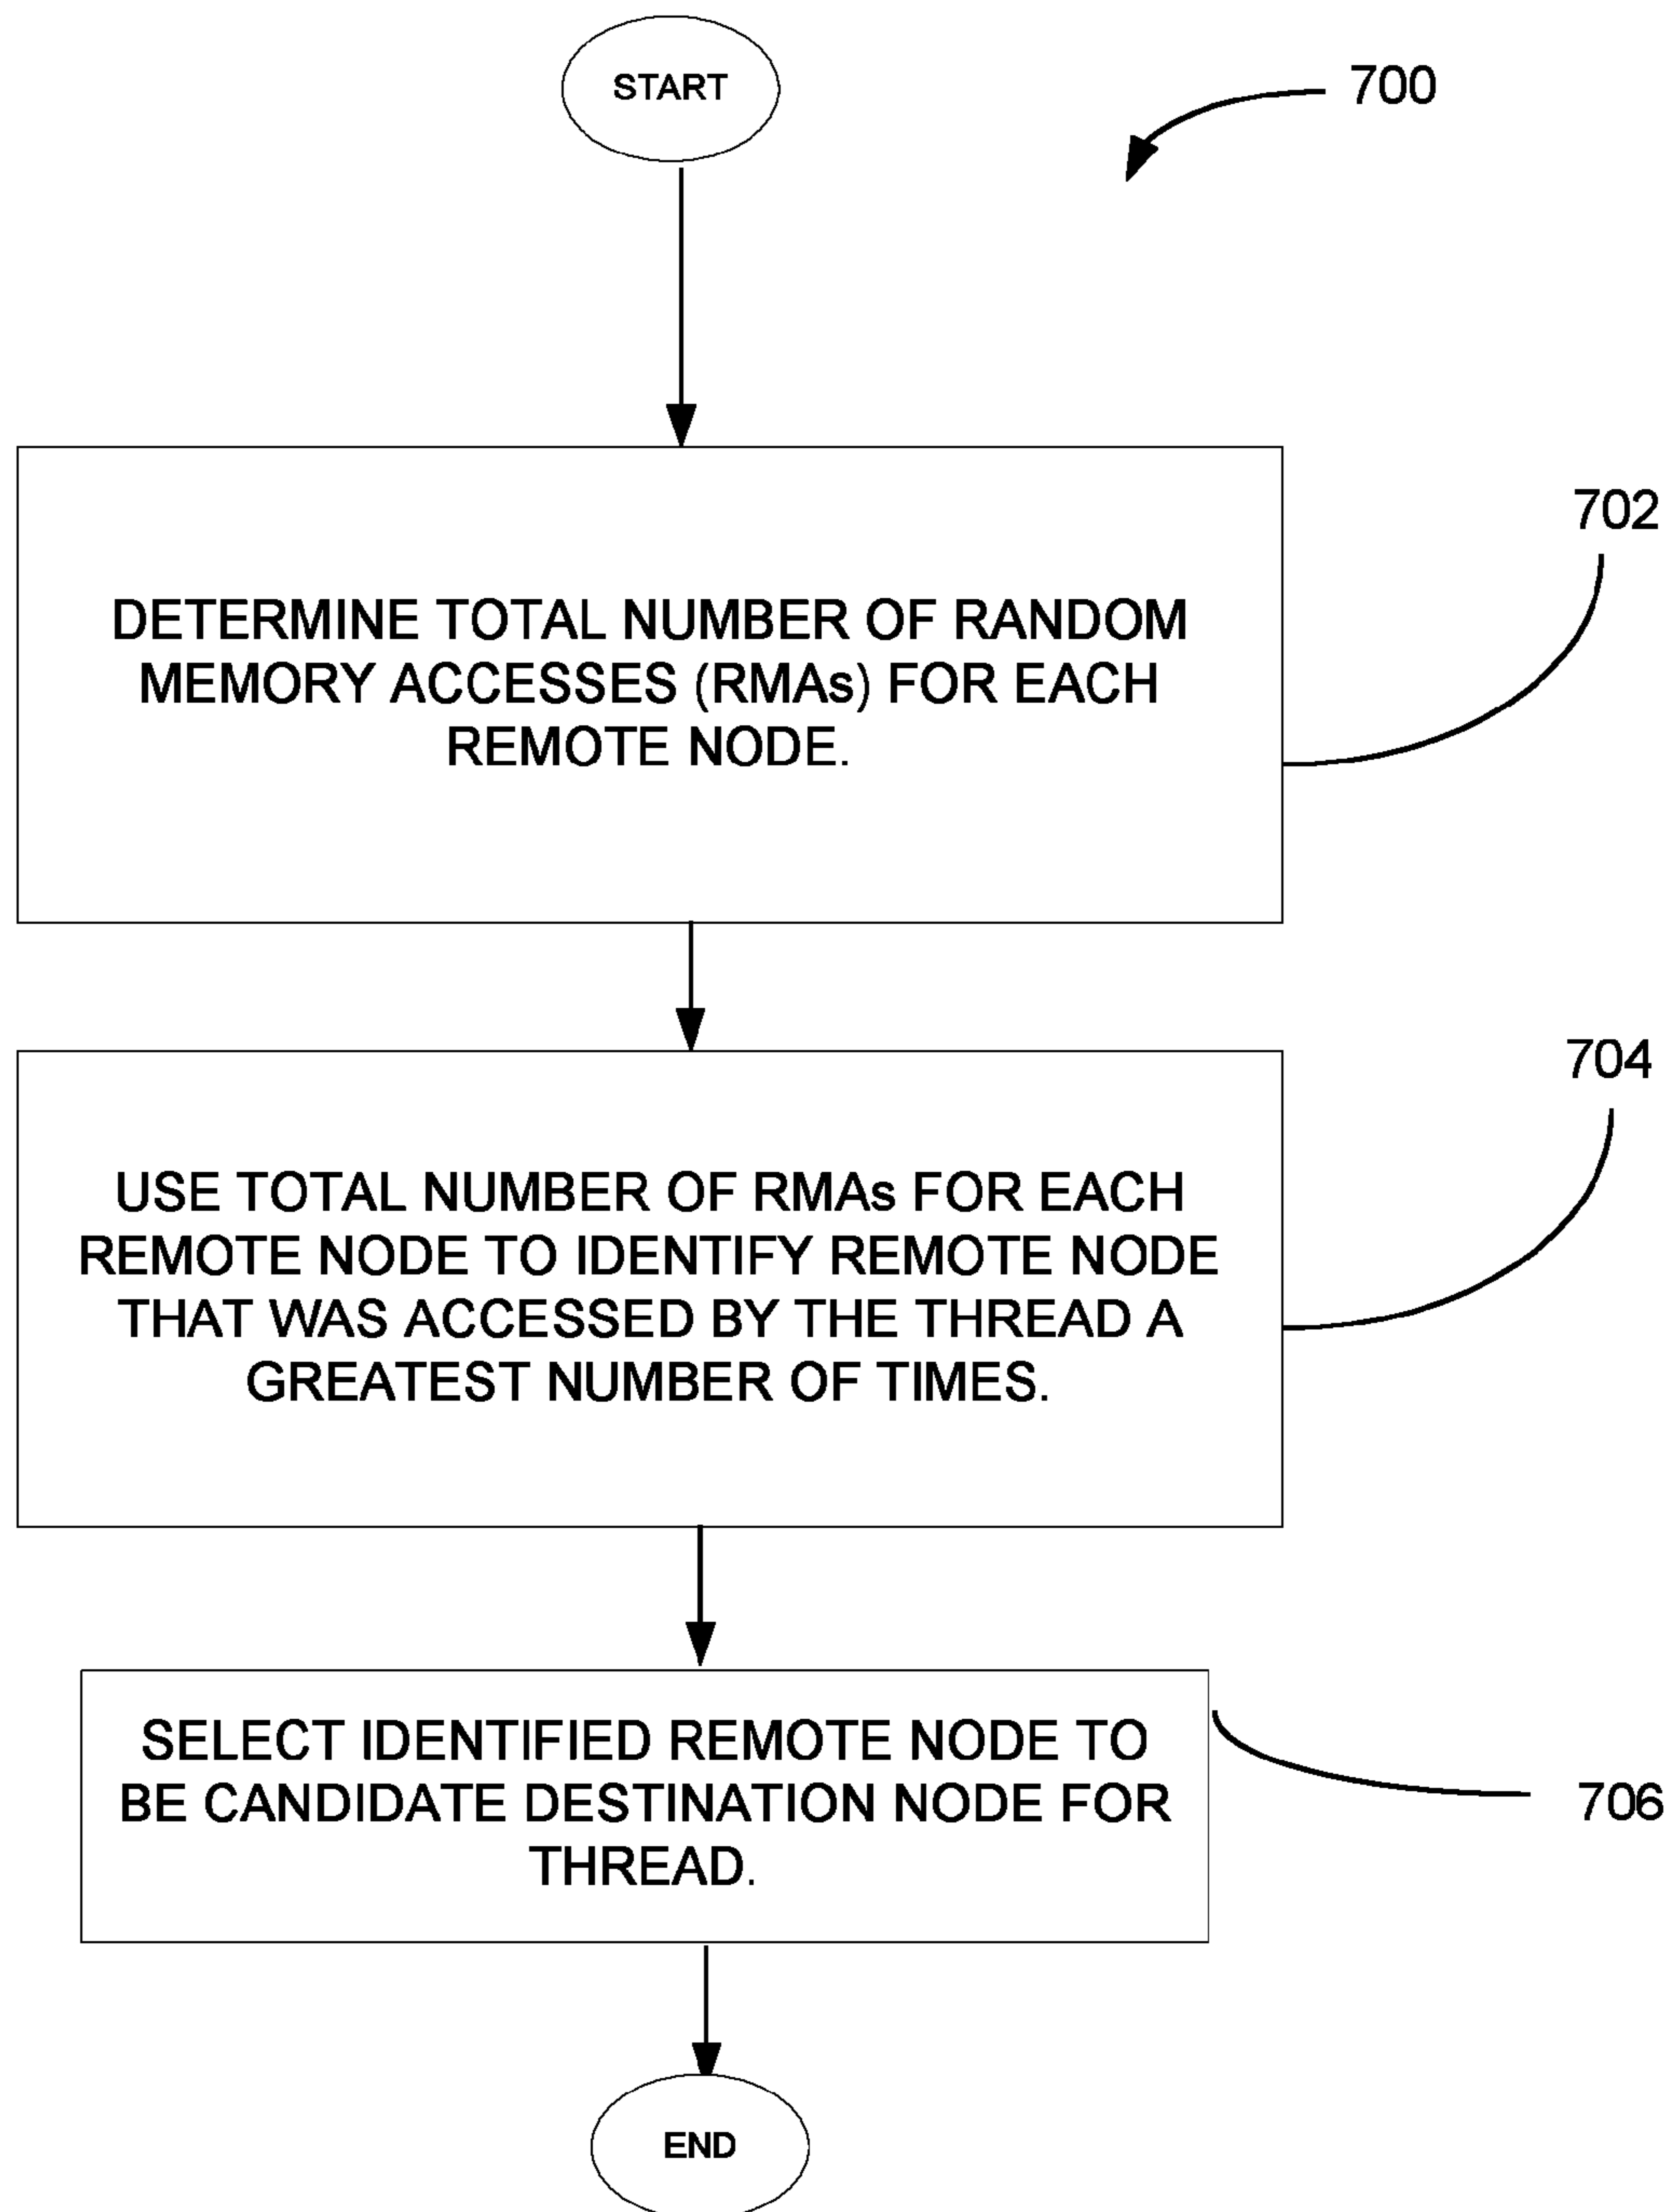 START
700
702
DETERMINE TOTAL NUMBER OF RANDOM
MEMORY ACCESSES (RMAs) FOR EACH
REMOTE NODE.
704
USE TOTAL NUMBER OF RMAs FOR EACH
REMOTE NODE TO IDENTIFY REMOTE NODE
THAT WAS ACCESSED BY THE THREAD A
GREATEST NUMBER OF TIMES.
SELECT IDENTIFIED REMOTE NODE TO
BE CANDIDATE DESTINATION NODE FOR
THREAD.
706
END